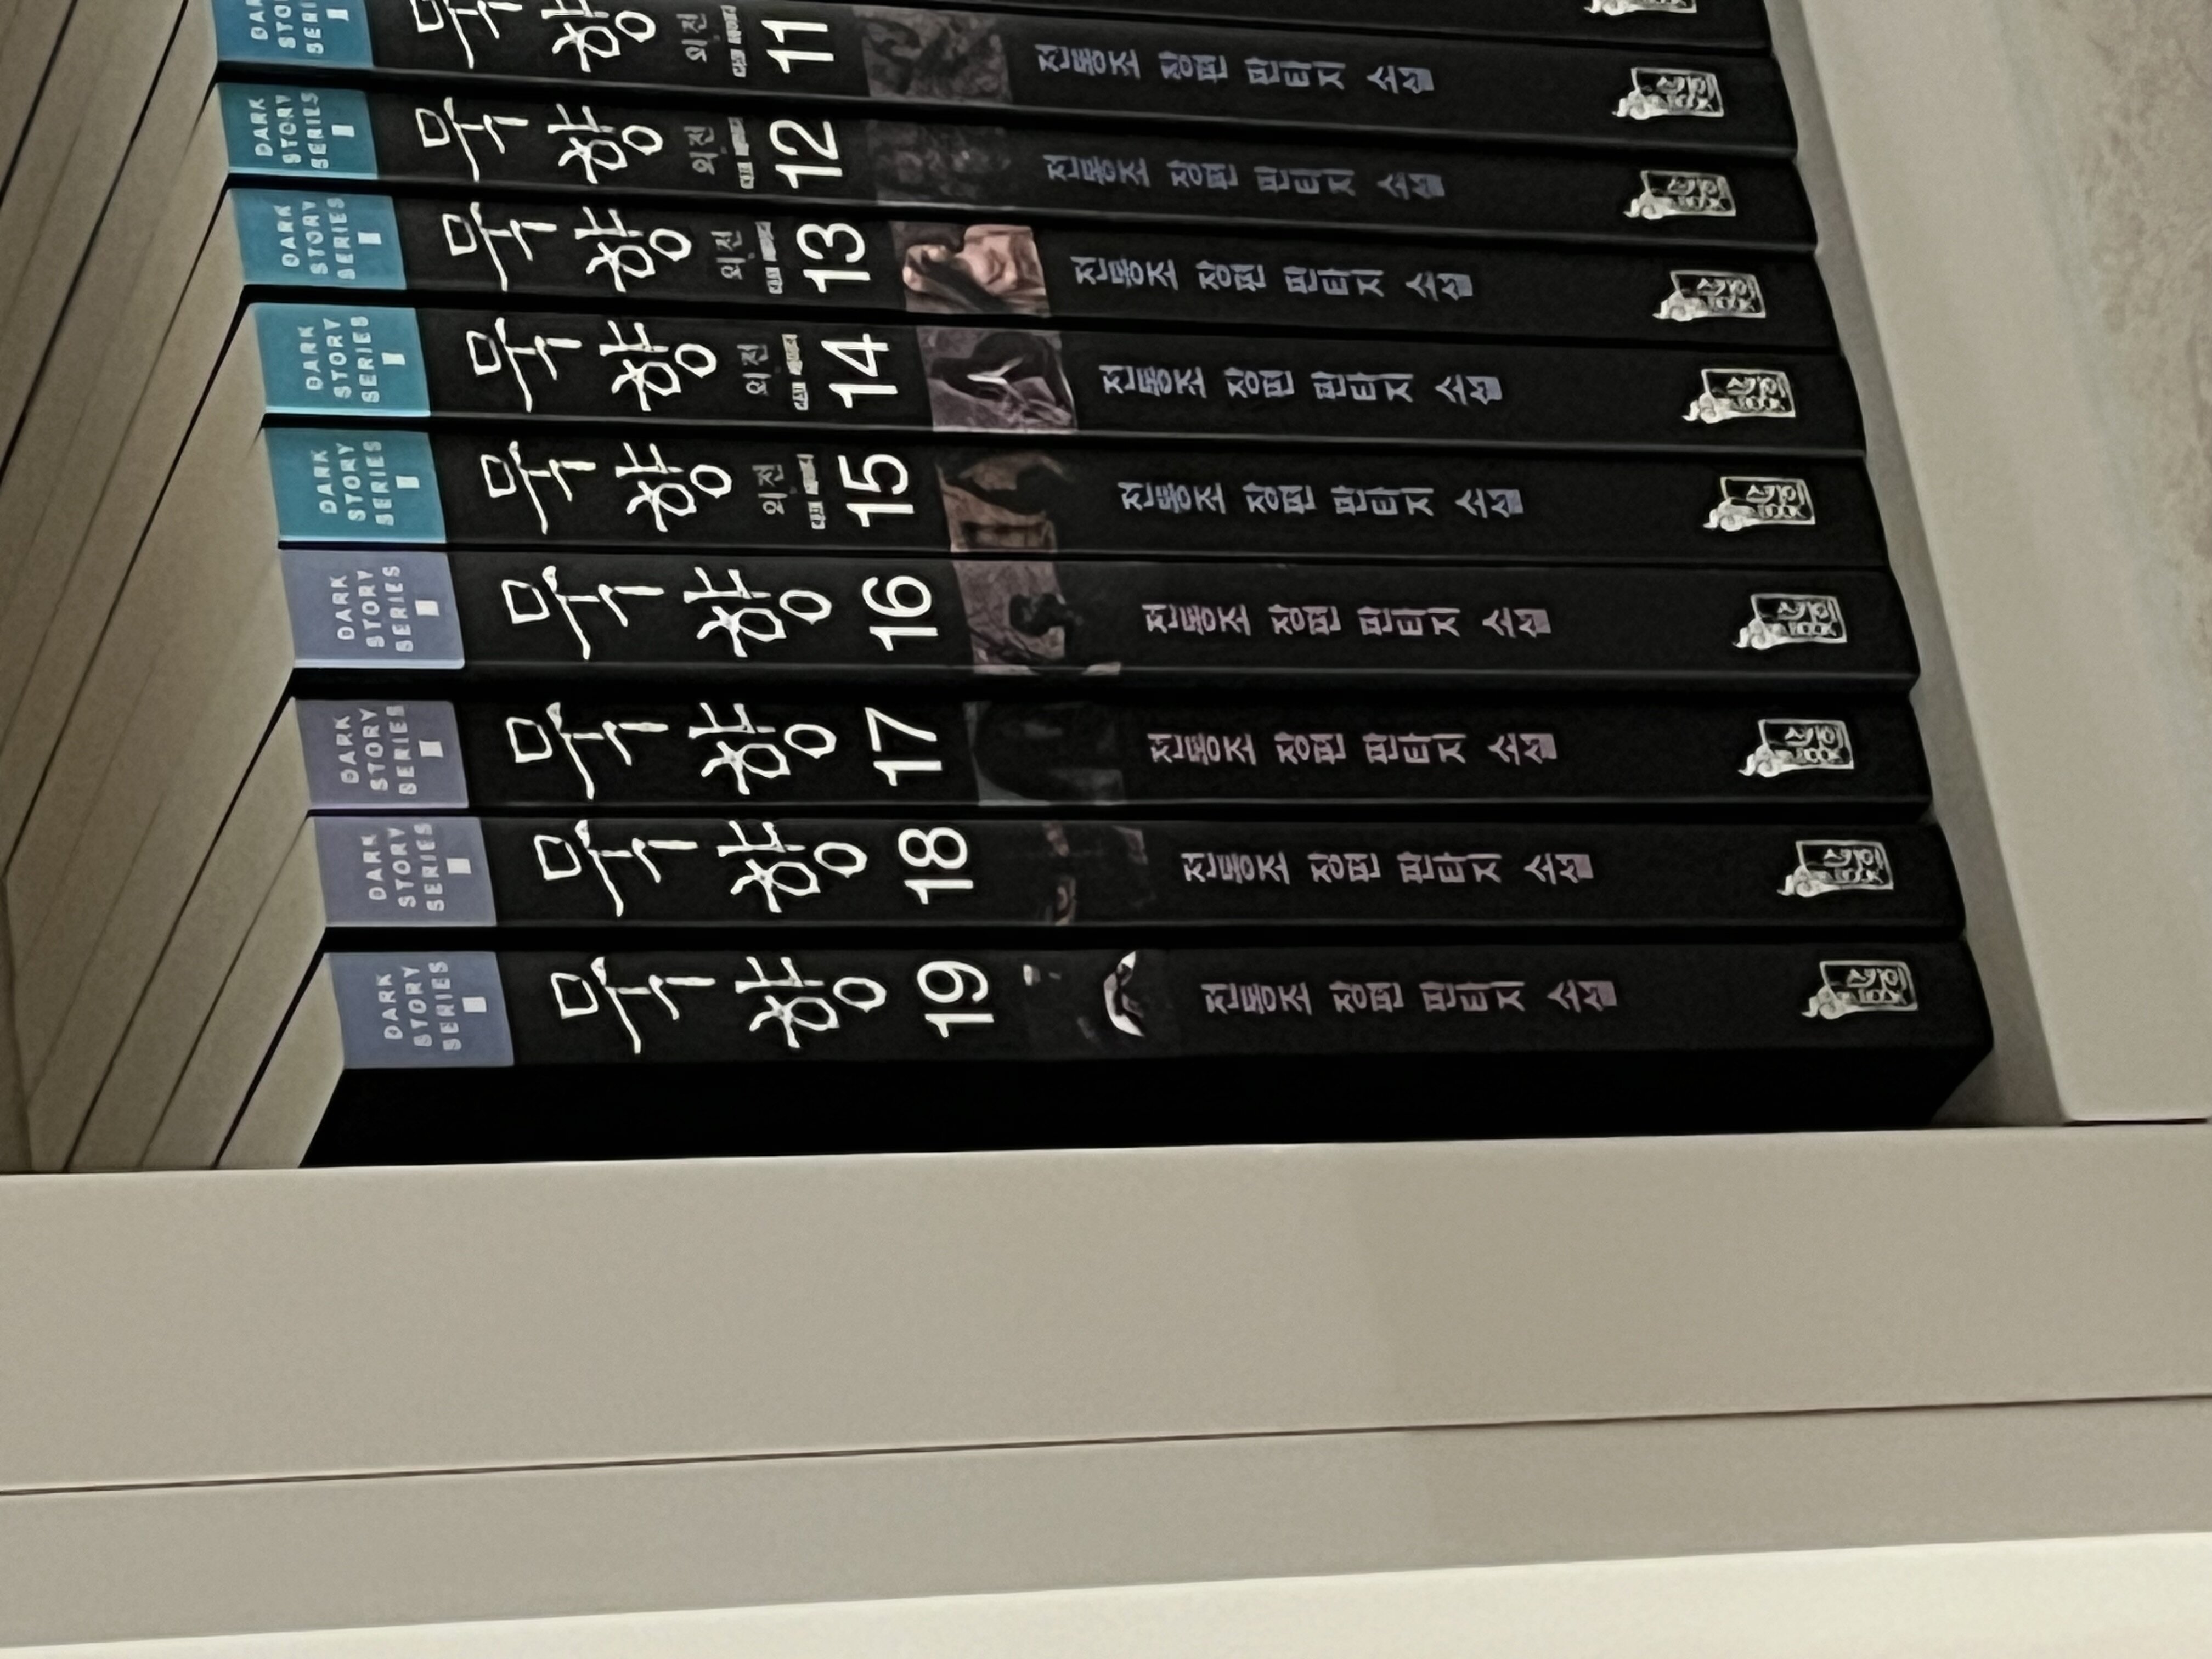 묵향
외전
11
전동조 장편 판타지 소설
DARK
STORY
SERIES
묵향
외전
12
전동조 장편 판타지 소설
DARK
STORY
SERIES
묵향
외전
13
전동조 장편 판타지 소설
DARK
STORY
SERIES
묵향
외전
14
전동조 장편 판타지 소설
DARK
STORY
SERIES
묵향
외전
15
전동조 장편 판타지 소설
DARK
STORY
SERIES
묵향
16
전동조 장편 판타지 소설
DARK
STORY
SERIES
묵향
17
전동조 장편 판타지 소설
DARK
STORY
SERIES
묵향
18
전동조 장편 판타지 소설
DARK
STORY
SERIES
묵향
19
전동조 장편 판타지 소설